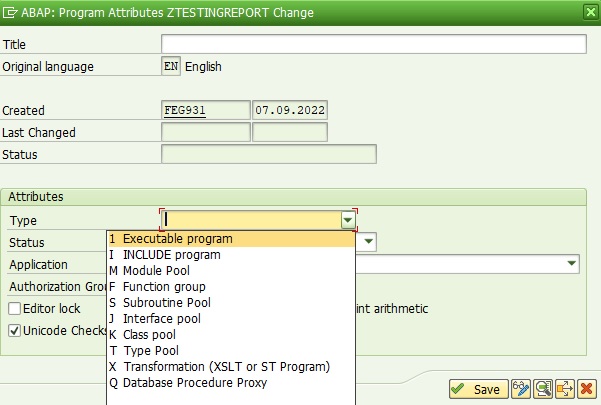 ABAP: Program Attributes ZTESTINGREPORT Change
Title
Original language EN English
Created FEG931 07.09.2022
Last Changed
Status
Attributes
Type
Status
Application
Authorization Grou
Editor lock int arithmetic
Unicode Checks
1 Executable program
I INCLUDE program
M Module Pool
F Function group
S Subroutine Pool
J Interface pool
K Class pool
T Type Pool
X Transformation (XSLT or ST Program)
Q Database Procedure Proxy
Save